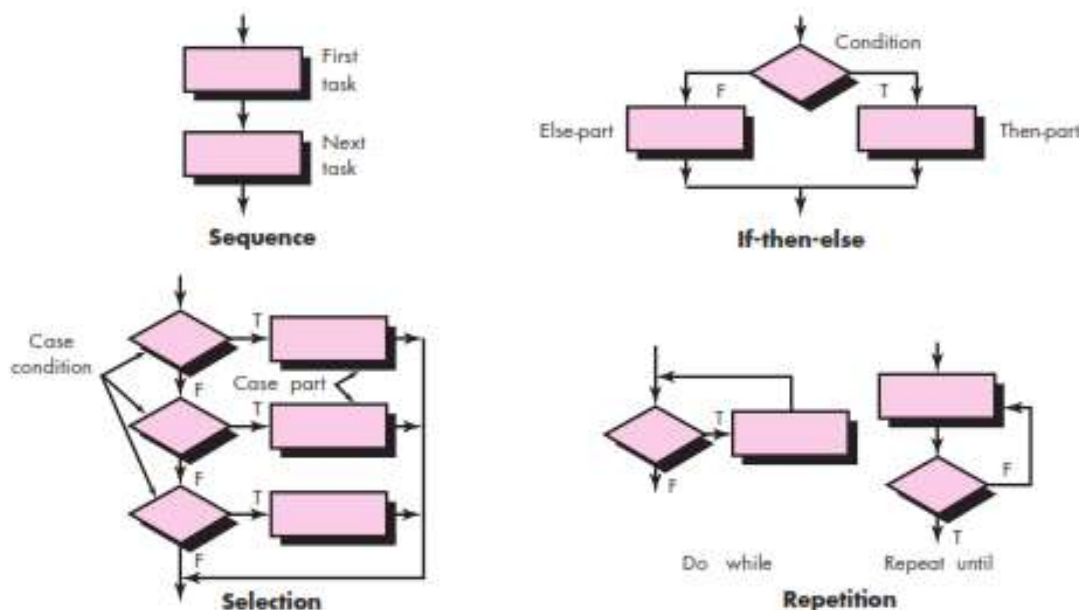 First
task
Next
task
Sequence
Condition
F
T
Else-part
Then-part
If-then-else
Case
condition
T
F
Case part
T
F
T
F
Selection
T
F
F
T
Do while
Repeat until
Repetition